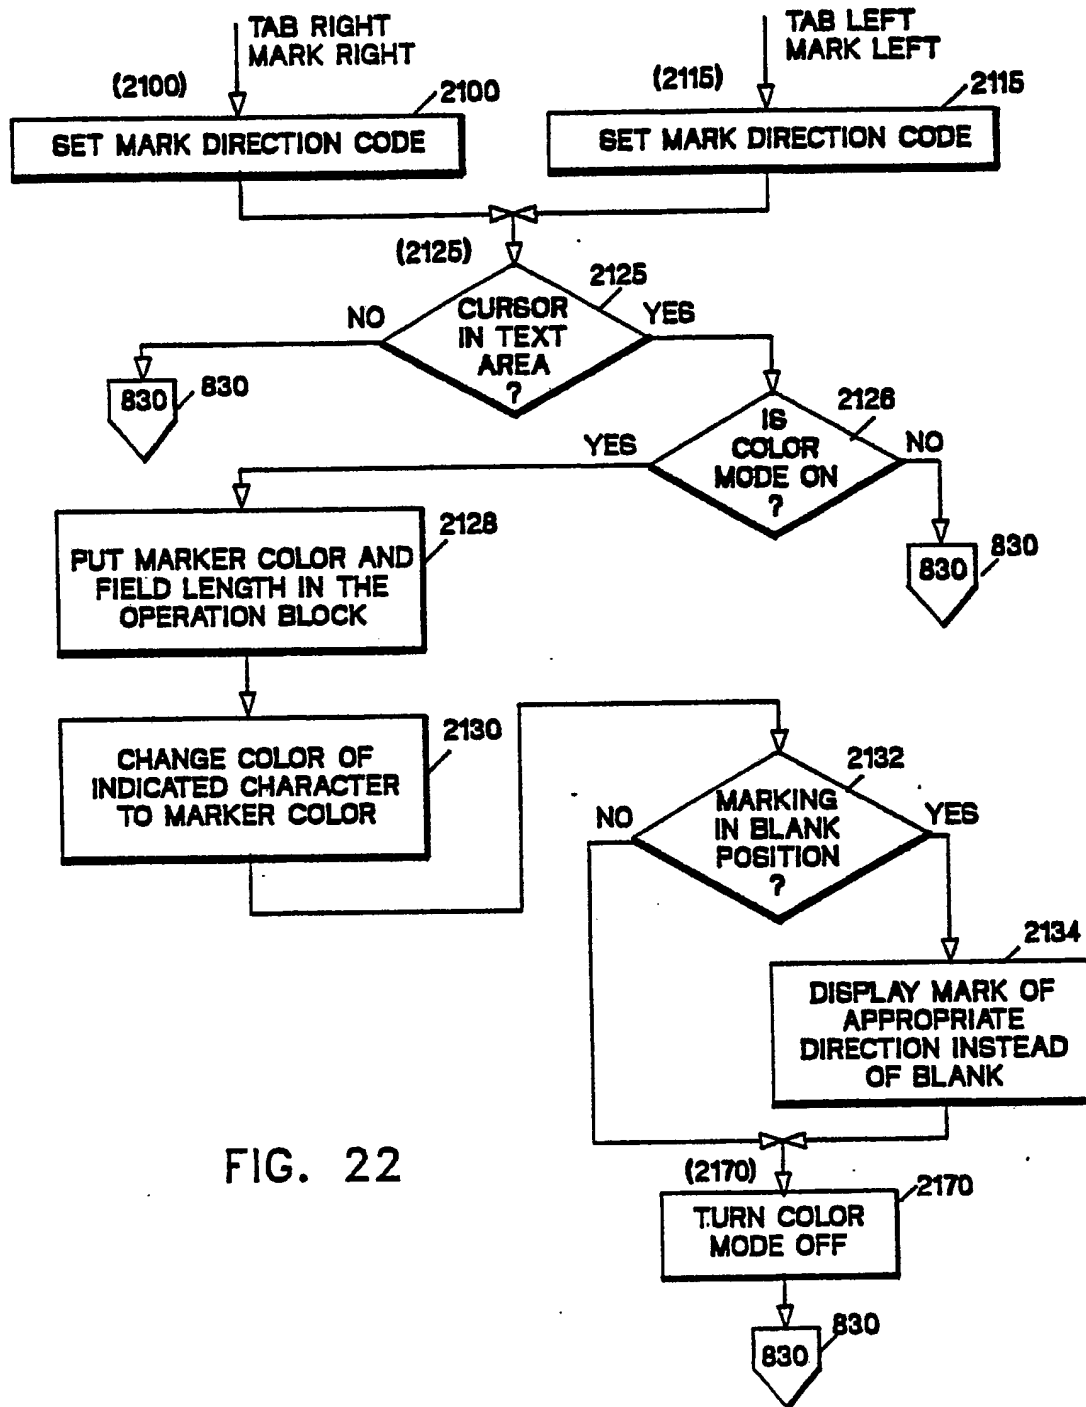 TAB RIGHT
MARK RIGHT
TAB LEFT
MARK LEFT
(2100)
2100
(2115)
2115
SET MARK DIRECTION CODE
SET MARK DIRECTION CODE
(2125)
2125
NO
CURSOR
IN TEXT
AREA
?
YES
830
830
2126
YES
IS
COLOR
MODE ON
?
NO
2128
PUT MARKER COLOR AND
FIELD LENGTH IN THE
OPERATION BLOCK
830
830
2130
CHANGE COLOR OF
INDICATED CHARACTER
TO MARKER COLOR
2132
NO
MARKING
IN BLANK
POSITION
?
YES
2134
DISPLAY MARK OF
APPROPRIATE
DIRECTION INSTEAD
OF BLANK
FIG. 22
(2170)
2170
TURN COLOR
MODE OFF
830
830